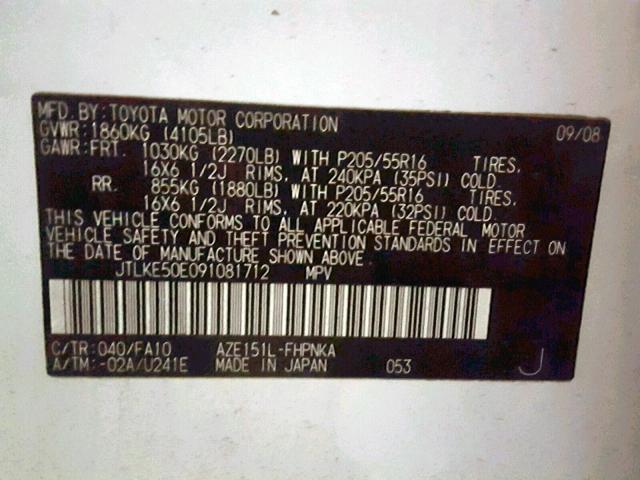 MFD. BY: TOYOTA MOTOR CORPORATION 09/08
GVWR: 1860KG (4105LB)
GAWR: FRT. 1030KG (2270LB) WITH P205/55R16 TIRES,
16X6 1/2J RIMS, AT 240KPA (35PSI) COLD.
RR. 855KG (1880LB) WITH P205/55R16 TIRES,
16X6 1/2J RIMS, AT 220KPA (32PSI) COLD.
THIS VEHICLE CONFORMS TO ALL APPLICABLE FEDERAL MOTOR
VEHICLE SAFETY AND THEFT PREVENTION STANDARDS IN EFFECT ON
THE DATE OF MANUFACTURE SHOWN ABOVE.
JTLKE50E091081712 MPV
C/TR: 040/FA10 AZE151L-FHPNKA
A/TM: -02A/U241E MADE IN JAPAN 053 J